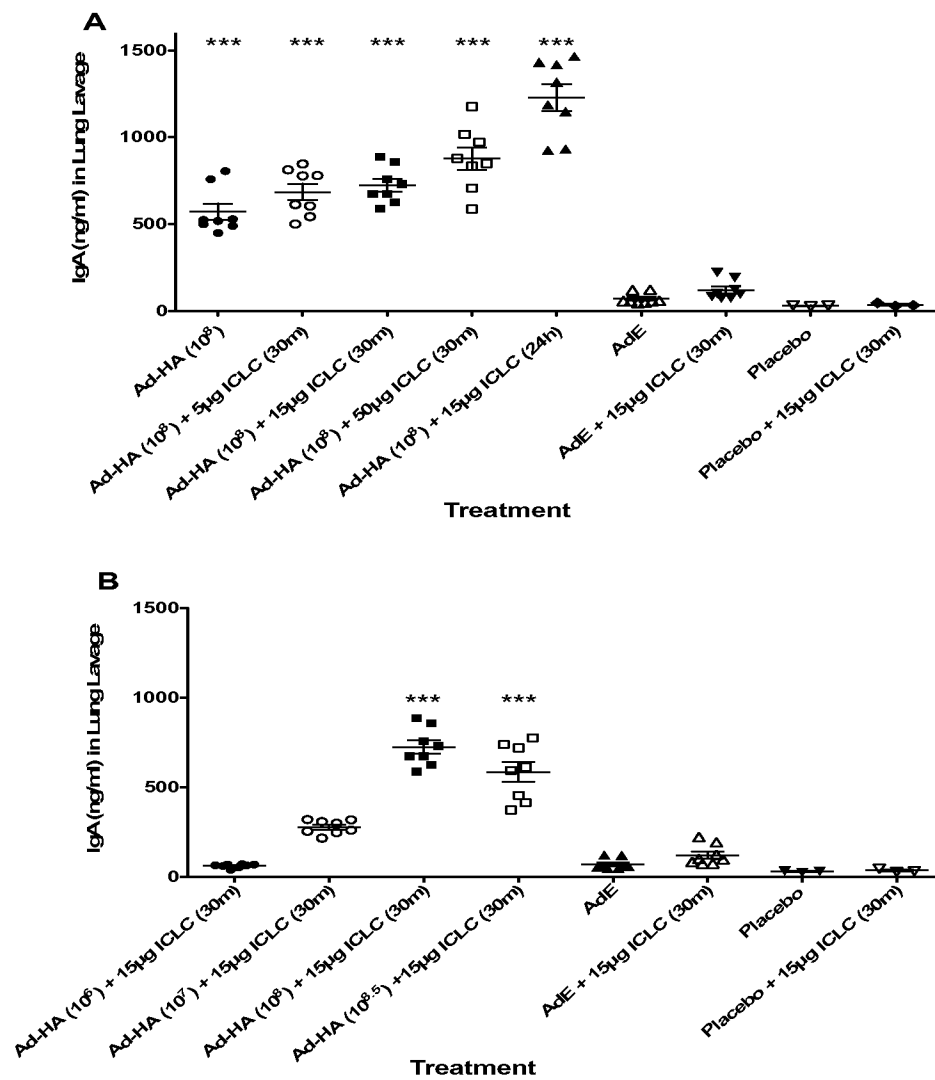 A
IgA (ng/ml) in Lung Lavage
1500
1000
500
0
*** *** *** *** ***
Ad-HA (10⁸)
Ad-HA (10⁸) + 5µg ICLC (30m)
Ad-HA (10⁸) + 15µg ICLC (30m)
Ad-HA (10⁸) + 50µg ICLC (30m)
Ad-HA (10⁸) + 15µg ICLC (24h)
AdE
AdE + 15µg ICLC (30m)
Placebo
Placebo + 15µg ICLC (30m)
Treatment
B
IgA (ng/ml) in Lung Lavage
1500
1000
500
0
*** ***
Ad-HA (10⁶) + 15µg ICLC (30m)
Ad-HA (10⁷) + 15µg ICLC (30m)
Ad-HA (10⁸) + 15µg ICLC (30m)
Ad-HA (10⁸·⁵) +15µg ICLC (30m)
AdE
AdE + 15µg ICLC (30m)
Placebo
Placebo + 15µg ICLC (30m)
Treatment